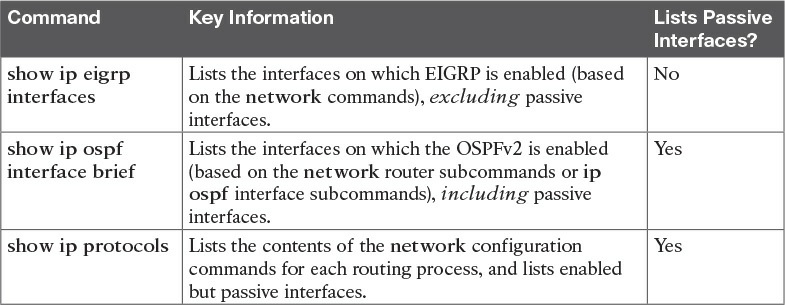 Command Key Information Lists Passive
Interfaces?
show ip eigrp Lists the interfaces on which EIGRP is enabled (based No
interfaces on the network commands), excluding passive
interfaces.
show ip ospf Lists the interfaces on which the OSPFv2 is enabled Yes
interface brief (based on the network router subcommands or ip
ospf interface subcommands), including passive
interfaces.
show ip protocols Lists the contents of the network configuration Yes
commands for each routing process, and lists enabled
but passive interfaces.